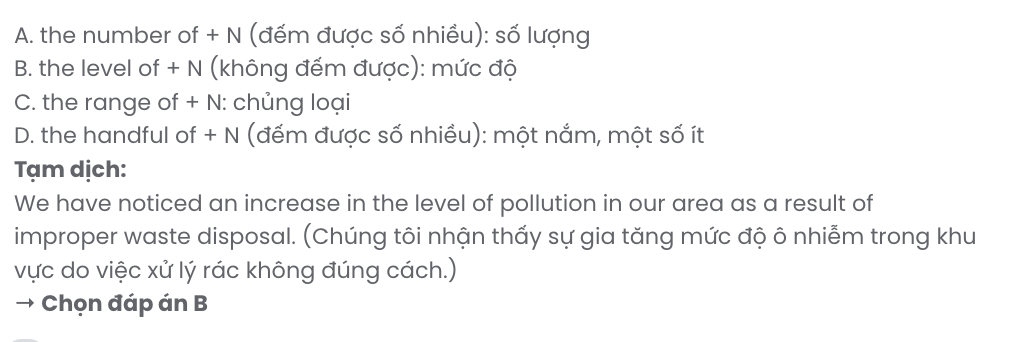 A. the number of + N (đếm được số nhiều): số lượng
B. the level of + N (không đếm được): mức độ
C. the range of + N: chủng loại
D. the handful of + N (đếm được số nhiều): một nắm, một số ít
Tạm dịch:
We have noticed an increase in the level of pollution in our area as a result of
improper waste disposal. (Chúng tôi nhận thấy sự gia tăng mức độ ô nhiễm trong khu
vực do việc xử lý rác không đúng cách.)
→ Chọn đáp án B